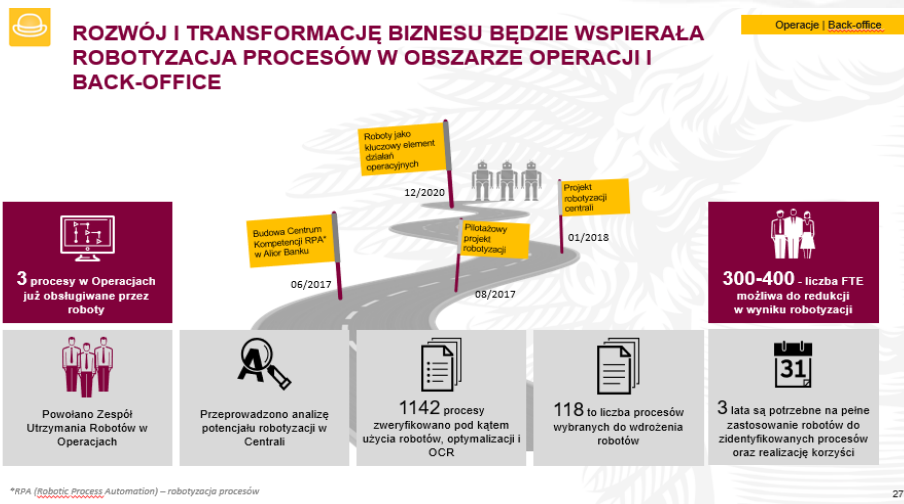 ROZWÓJ I TRANSFORMACJĘ BIZNESU BĘDZIE WSPIERAŁA
ROBOTYZACJA PROCESÓW W OBSZARZE OPERACJI I
BACK-OFFICE
Operacje | Back-office
Roboty jako
kluczowy element
działań
operacyjnych
12/2020
Projekt
robotyzacji
centrali
01/2018
Budowa Centrum
Kompetencji RPA*
w Alior Banku
06/2017
Pilotażowy
projekt
robotyzacji
08/2017
3 procesy w Operacjach
już obsługiwane przez
roboty
300-400 - liczba FTE
możliwa do redukcji
w wyniku robotyzacji
Powołano Zespół
Utrzymania Robotów w
Operacjach
Przeprowadzono analizę
potencjału robotyzacji w
Centrali
1142 procesy
zweryfikowano pod kątem
użycia robotów, optymalizacji i
OCR
118 to liczba procesów
wybranych do wdrożenia
robotów
31
3 lata są potrzebne na pełne
zastosowanie robotów do
zidentyfikowanych procesów
oraz realizację korzyści
*RPA (Robotic Process Automation) – robotyzacja procesów
27